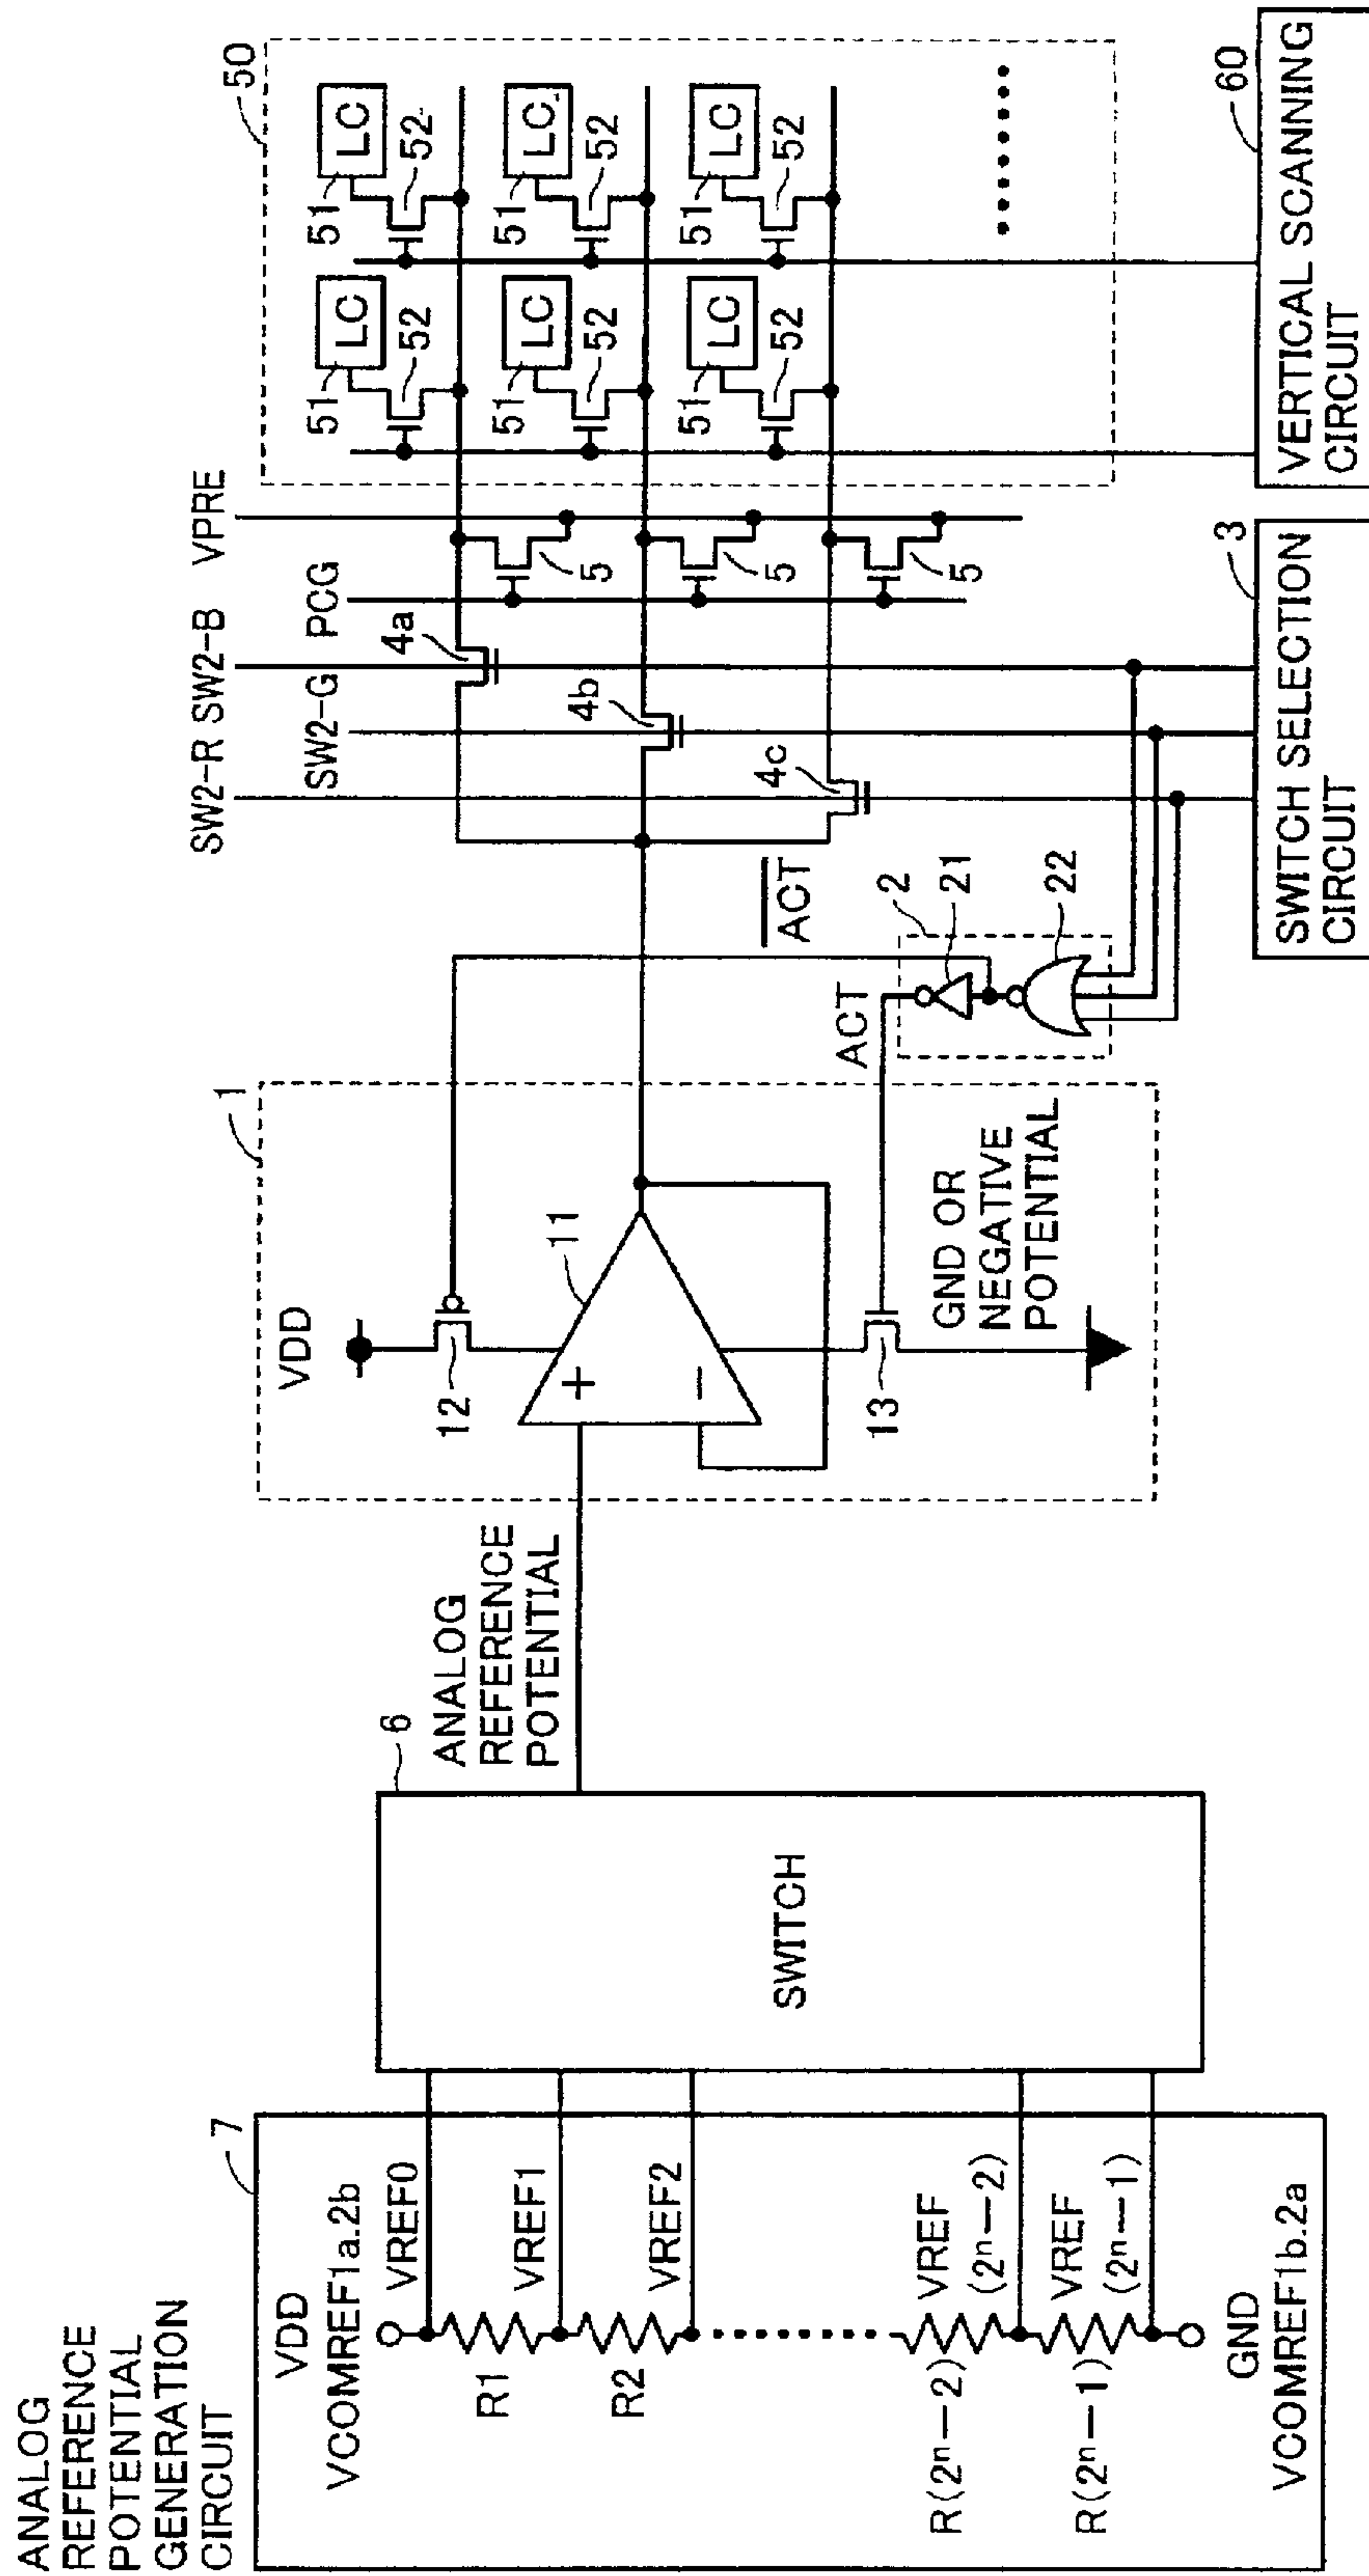 ANALOG
REFERENCE
POTENTIAL
GENERATION
CIRCUIT
7
VDD
VCOMREF1a.2b
VREF0
R1
VREF1
R2
VREF2
R(2ⁿ−2)
VREF
(2ⁿ−2)
R(2ⁿ−1)
VREF
(2ⁿ−1)
GND
VCOMREF1b.2a
6
SWITCH
ANALOG
REFERENCE
POTENTIAL
1
VDD
12
11
+
−
13
GND OR
NEGATIVE
POTENTIAL
ACT
ACT
2
21
22
SW2-R
SW2-G
SW2-B
PCG
VPRE
4a
4b
4c
5
5
5
50
51
LC
52
51
LC
52
51
LC
52
51
LC
52
51
LC
52
51
LC
52
3
SWITCH SELECTION
CIRCUIT
60
VERTICAL SCANNING
CIRCUIT